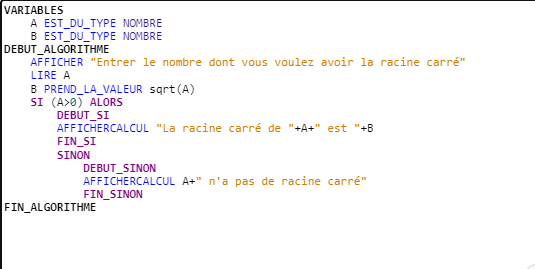 VARIABLES
A EST_DU_TYPE NOMBRE
B EST_DU_TYPE NOMBRE
DEBUT_ALGORITHME
AFFICHER "Entrer le nombre dont vous voulez avoir la racine carré"
LIRE A
B PREND_LA_VALEUR sqrt(A)
SI (A>0) ALORS
DEBUT_SI
AFFICHERCALCUL "La racine carré de "+A+" est "+B
FIN_SI
SINON
DEBUT_SINON
AFFICHERCALCUL A+" n'a pas de racine carré"
FIN_SINON
FIN_ALGORITHME